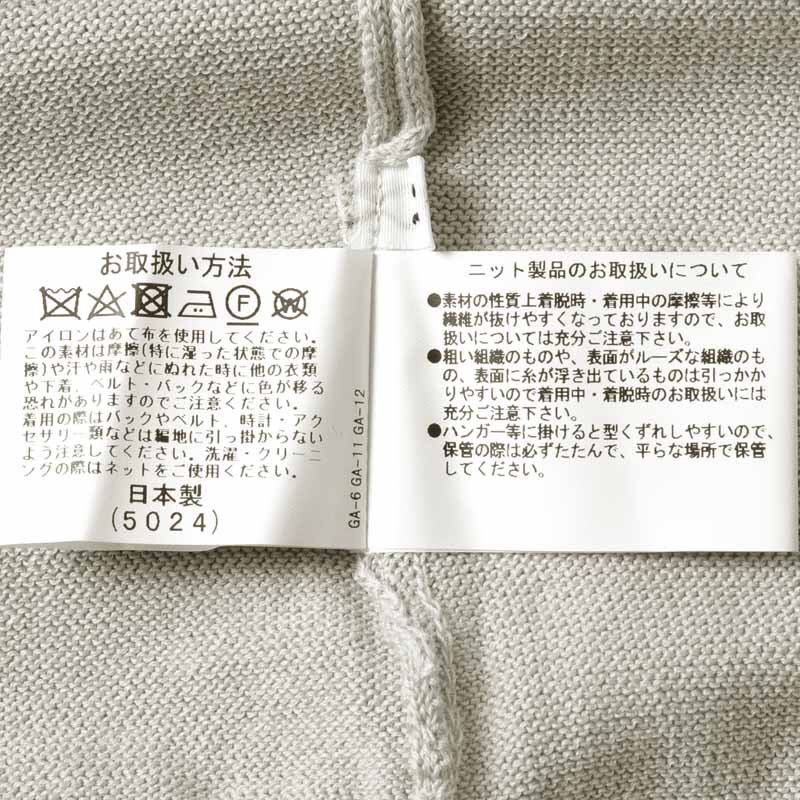 お取扱い方法
F
W
アイロンはあて布を使用してください。
この素材は摩擦(特に湿った状態での摩
擦)や汗や雨などにぬれた時に他の衣類
や下着、ベルト・バックなどに色が移る
恐れがありますのでご注意ください。
着用の際はバックやベルト、時計・アク
セサリー類などは編地に引っ掛からない
よう注意してください。洗濯・クリーニ
ングの際はネットをご使用ください。
日本製
(5024)
GA-6 GA-11 GA-12
ニット製品のお取扱いについて
●素材の性質上着脱時・着用中の摩擦等により
繊維が抜けやすくなっておりますので、お取
扱いについては充分ご注意下さい。
●粗い組織のものや、表面がルーズな組織のも
の、表面に糸が浮き出ているものは引っかか
りやすいので着用中・着脱時のお取扱いには
充分ご注意下さい。
●ハンガー等に掛けると型くずれしやすいので、
保管の際は必ずたたんで、平らな場所で保管
してください。